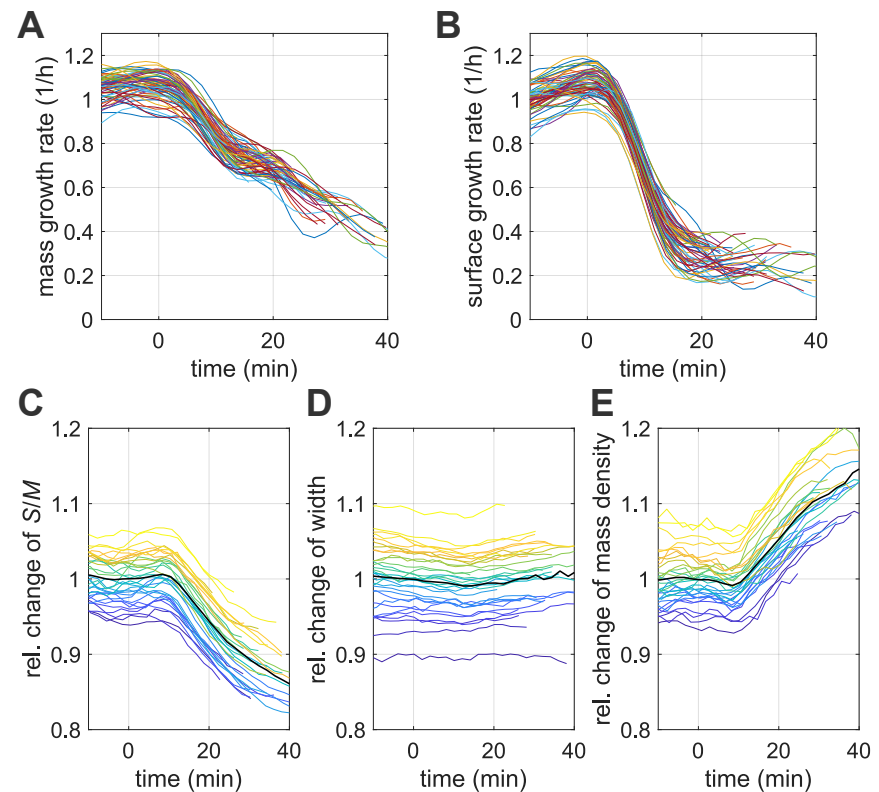 A
B
mass growth rate (1/h)
1.2
1
0.8
0.6
0.4
0.2
0
0
20
40
time (min)
surface growth rate (1/h)
1.2
1
0.8
0.6
0.4
0.2
0
0
20
40
time (min)
C
D
E
rel. change of S/M
1.2
1.1
1
0.9
0.8
0
20
40
time (min)
rel. change of width
1.2
1.1
1
0.9
0.8
0
20
40
time (min)
rel. change of mass density
1.2
1.1
1
0.9
0.8
0
20
40
time (min)